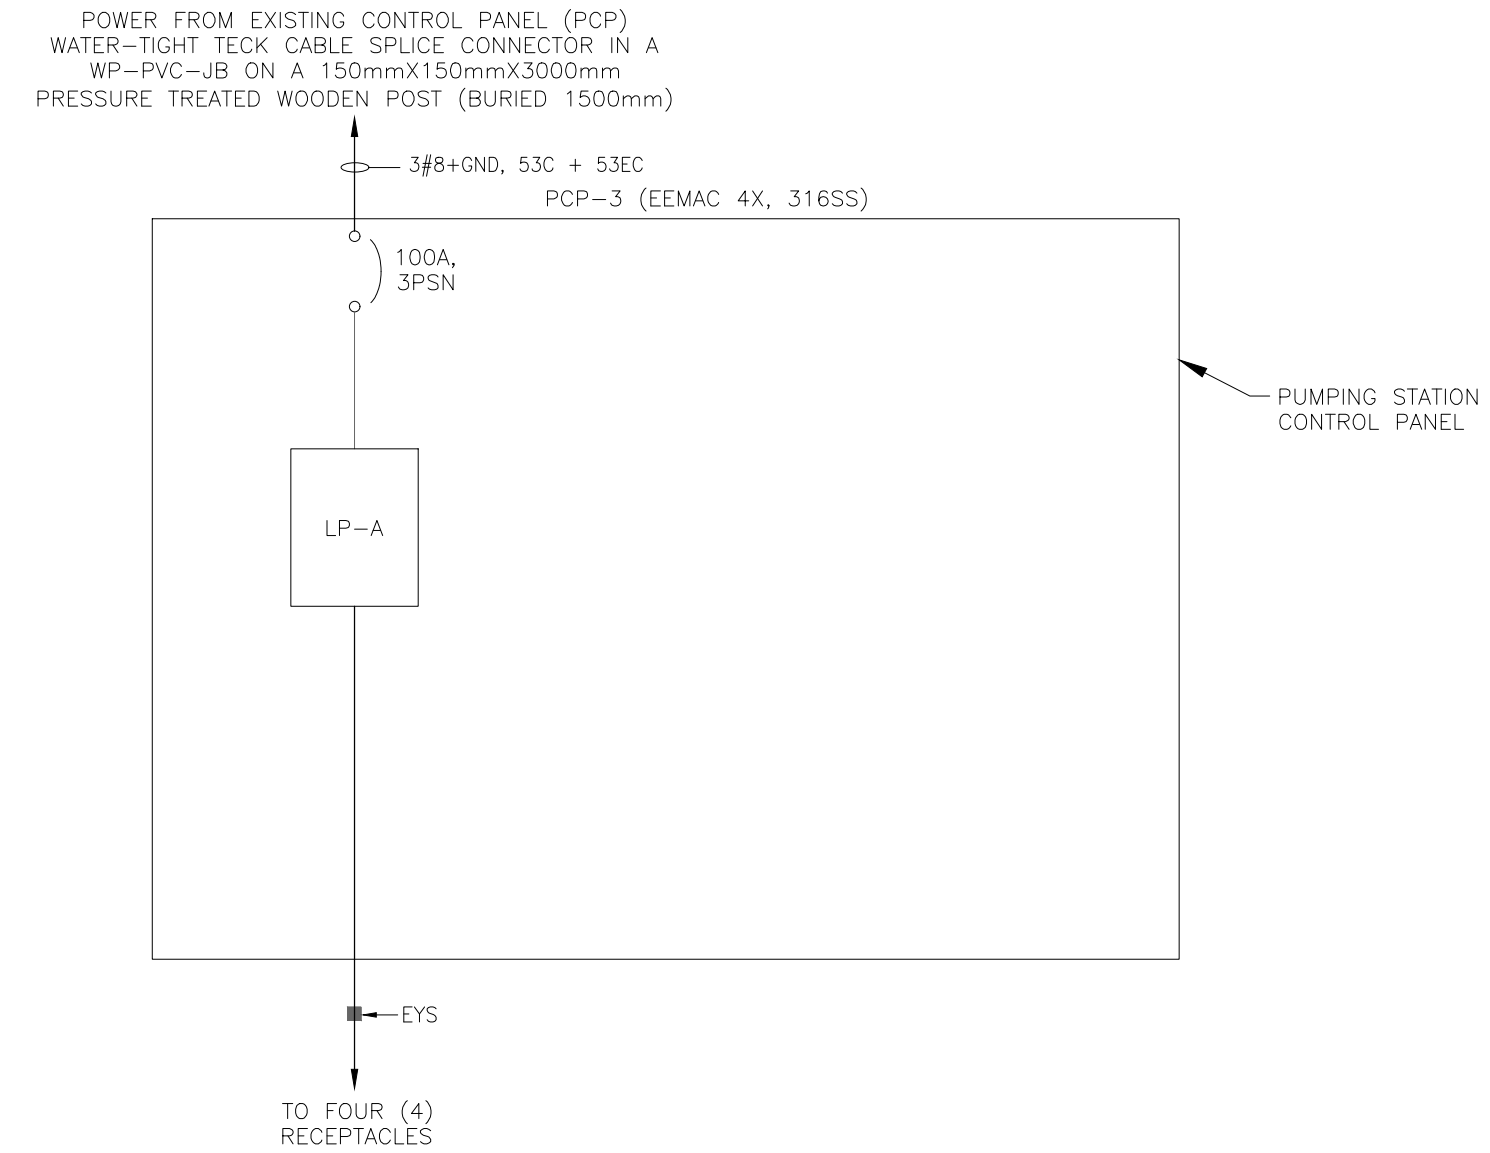 POWER FROM EXISTING CONTROL PANEL (PCP)
WATER-TIGHT TECK CABLE SPLICE CONNECTOR IN A
WP-PVC-JB ON A 150mmX150mmX3000mm
PRESSURE TREATED WOODEN POST (BURIED 1500mm)
3#8+GND, 53C + 53EC
PCP-3 (EEMAC 4X, 316SS)
100A,
3PSN
PUMPING STATION
CONTROL PANEL
LP-A
EYS
TO FOUR (4)
RECEPTACLES